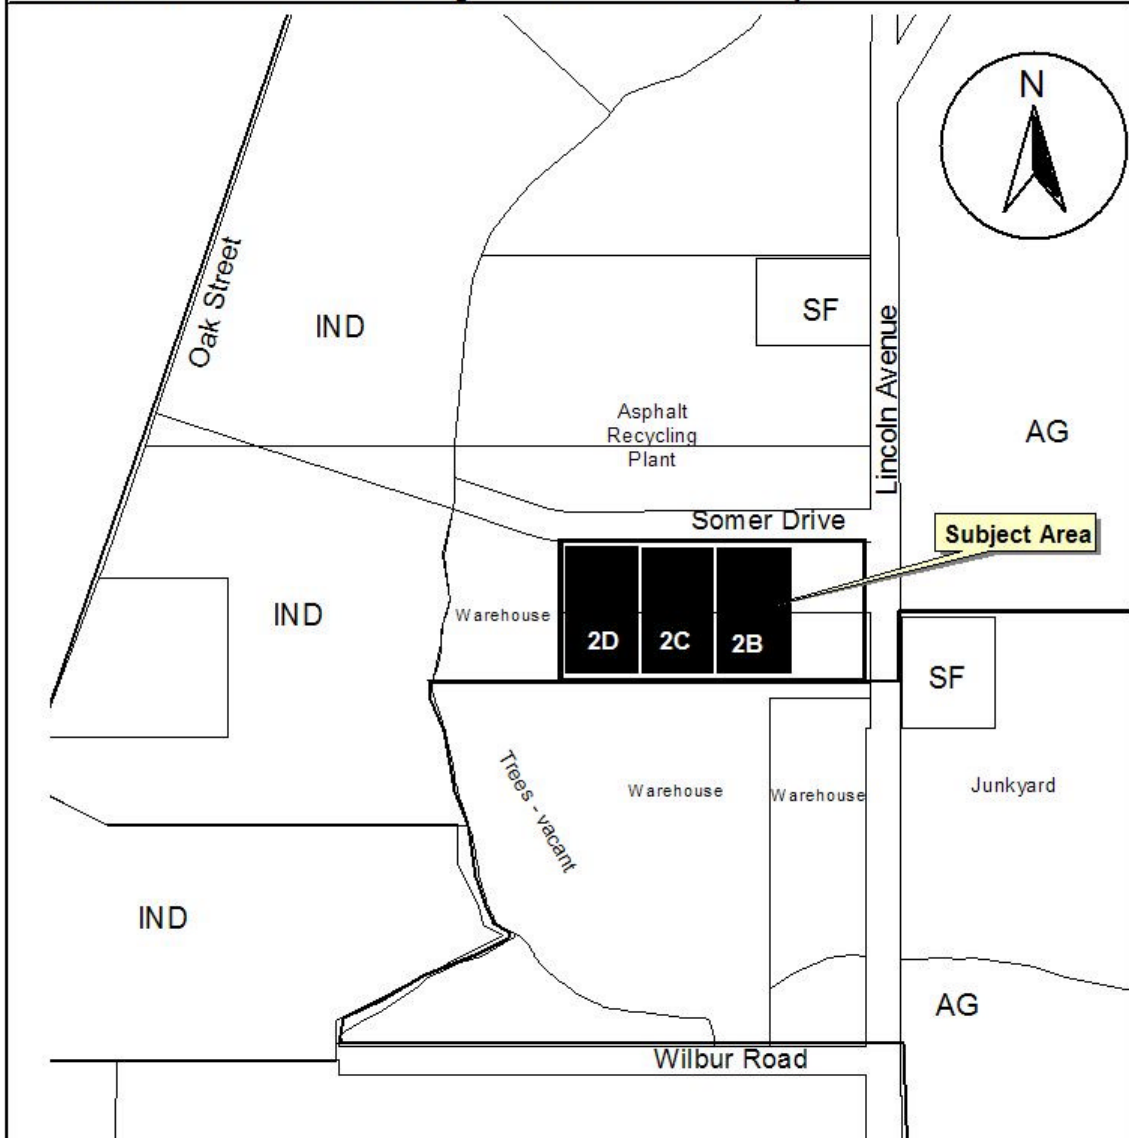 N
Oak Street
IND
SF
Lincoln Avenue
Asphalt
Recycling
Plant
AG
Somer Drive
Subject Area
IND
Warehouse
2D
2C
2B
SF
Trees - vacant
Warehouse
Warehouse
Junkyard
IND
AG
Wilbur Road